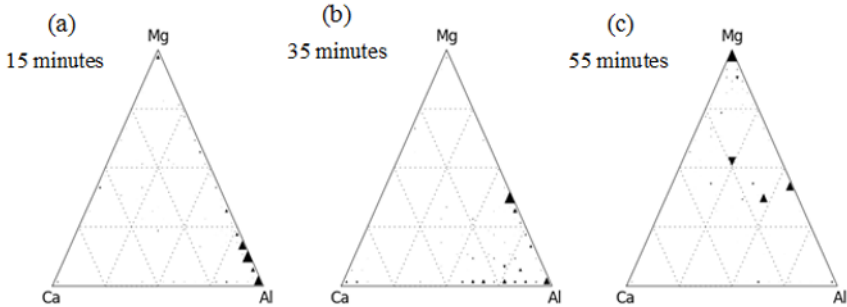 (a)
15 minutes
Mg
Ca
Al
(b)
35 minutes
Mg
Ca
Al
(c)
55 minutes
Mg
Ca
Al